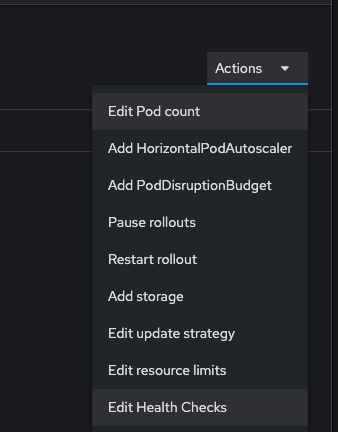 Actions
Edit Pod count
Add HorizontalPodAutoscaler
Add PodDisruptionBudget
Pause rollouts
Restart rollout
Add storage
Edit update strategy
Edit resource limits
Edit Health Checks